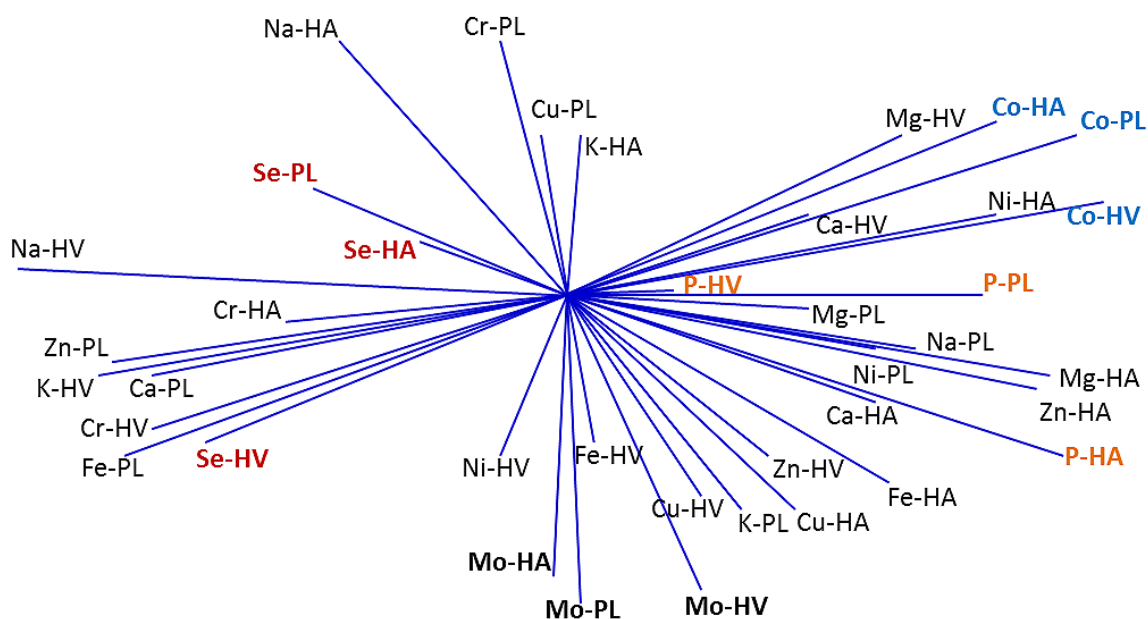 Na-HA
Cr-PL
Cu-PL
K-HA
Mg-HV
Co-HA
Co-PL
Se-PL
Ni-HA
Co-HV
Ca-HV
Na-HV
Se-HA
P-HV
P-PL
Cr-HA
Mg-PL
Zn-PL
Na-PL
K-HV
Ca-PL
Ni-PL
Mg-HA
Ca-HA
Zn-HA
Cr-HV
Fe-PL
Se-HV
Ni-HV
Fe-HV
Zn-HV
P-HA
Cu-HV
K-PL
Cu-HA
Fe-HA
Mo-HA
Mo-PL
Mo-HV